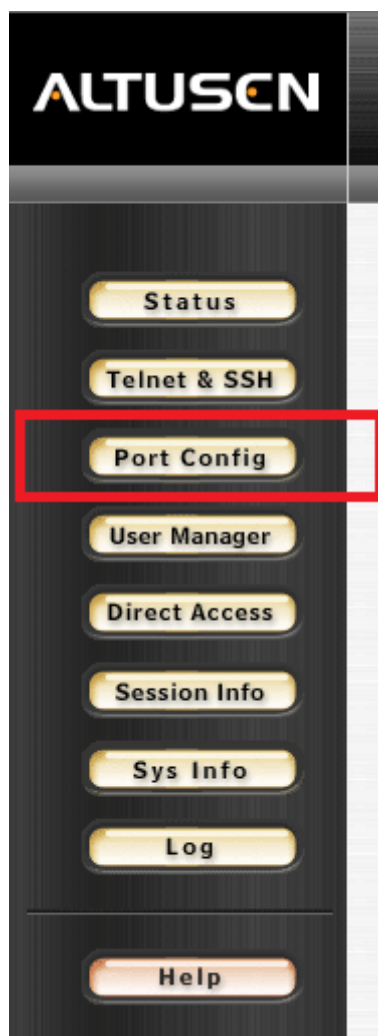 ALTUSEN
Status
Telnet & SSH
Port Config
User Manager
Direct Access
Session Info
Sys Info
Log
Help